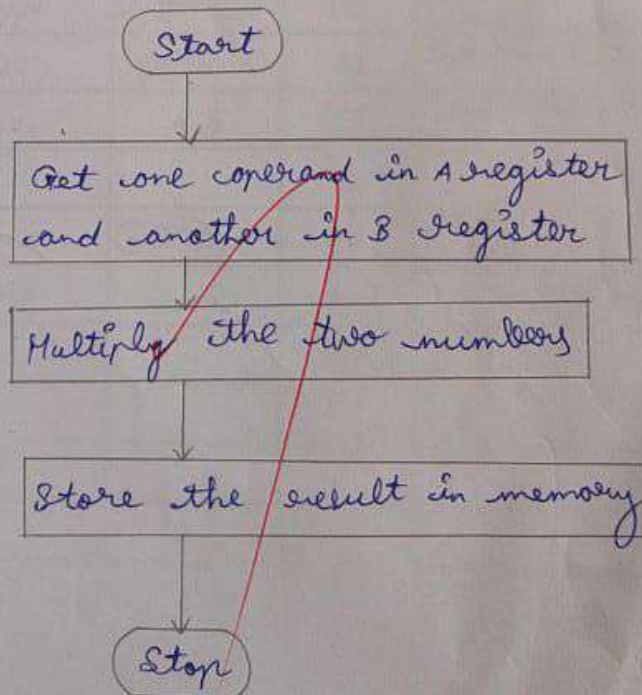 Start
Get one operand in A register
and another in B register
Multiply the two numbers
Store the result in memory
Stop